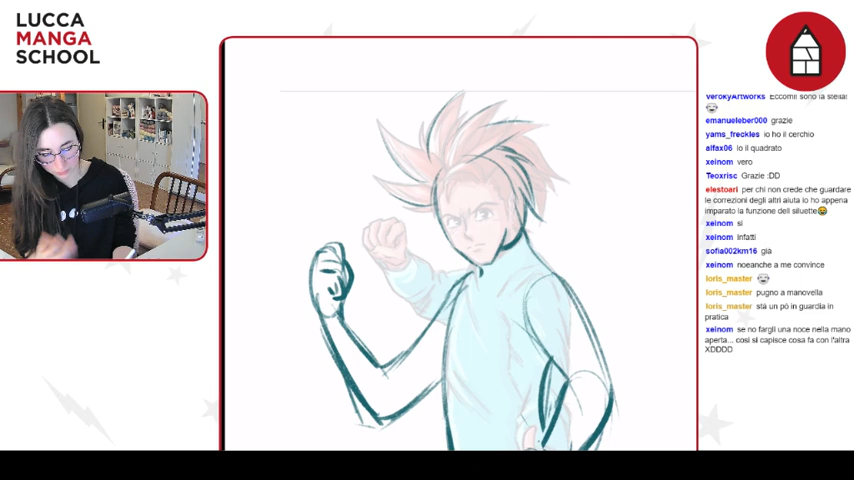 LUCCA
MANGA
SCHOOL
VerokyArtworks Eccomi! sono la stella!
emanueleber000 grazie
yams_freckles io ho il cerchio
alfax06 io il quadrato
xeinom vero
Teoxrisc Grazie :DD
elestoari per chi non crede che guardare
le correzioni degli altri aiuta io ho appena
imparato la funzione dell siluette
xeinom si
xeinom infatti
sofia002km16 già
xeinom noeanche a me convince
loris_master
loris_master pugno a manovella
loris_master stà un pò in guardia in
pratica
xeinom se no fargli una noce nella mano
aperta... cosi si capisce cosa fa con l'altra
XDDDD